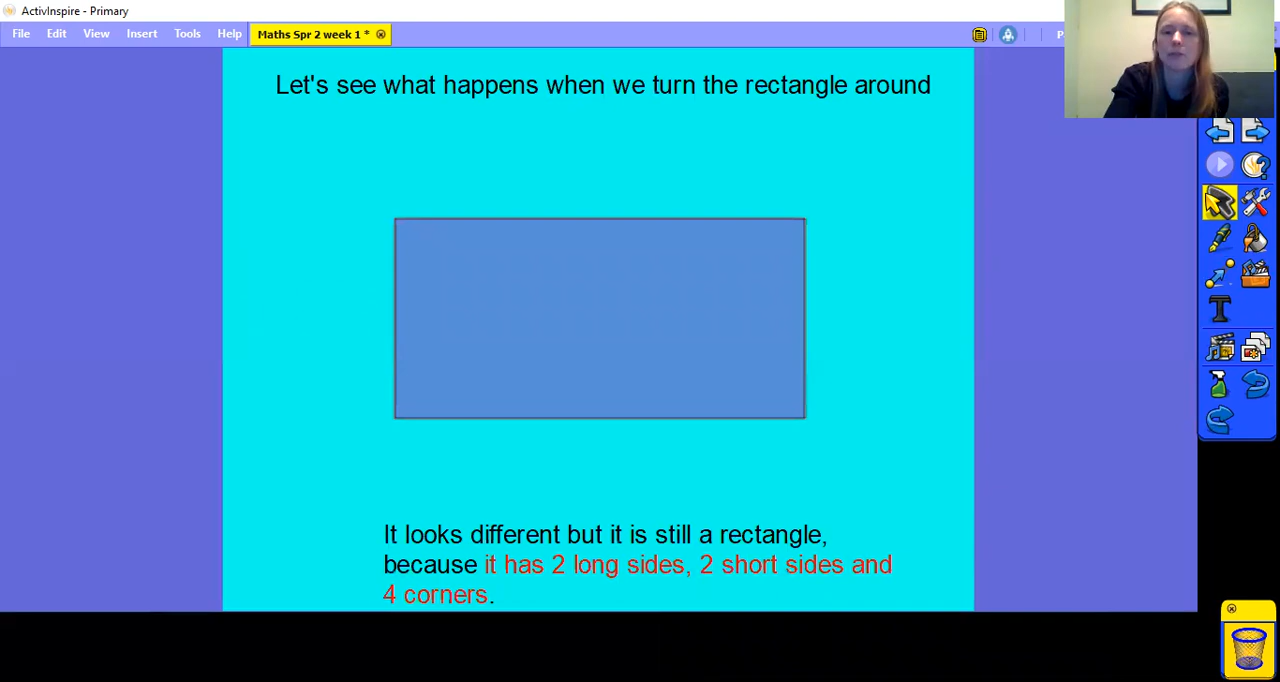 ActivInspire - Primary
File Edit View Insert Tools Help Maths Spr 2 week 1 * P
Let's see what happens when we turn the rectangle around
It looks different but it is still a rectangle,
because it has 2 long sides, 2 short sides and
4 corners.